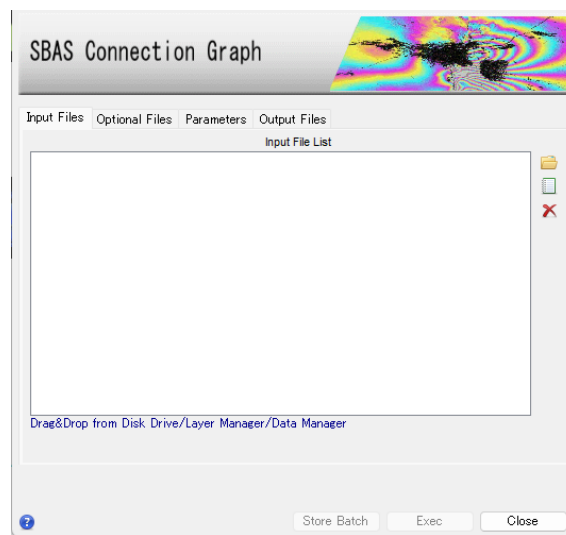 SBAS Connection Graph
Input Files Optional Files Parameters Output Files
Input File List
Drag&Drop from Disk Drive/Layer Manager/Data Manager
Store Batch Exec Close